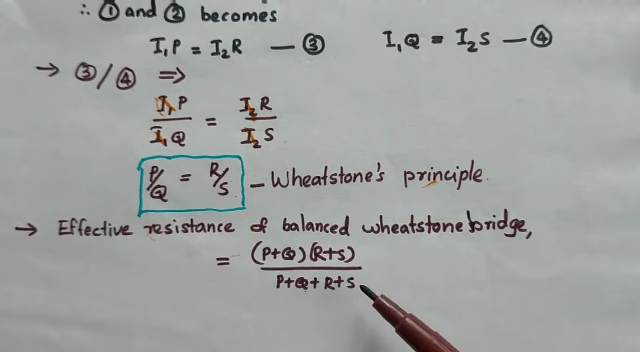 ∴ ① and ② becomes
I₁P = I₂R — ③ I₁Q = I₂S — ④
→ ③/④ ⇒
I₁P/I₁Q = I₂R/I₂S
P/Q = R/S – Wheatstone's principle.
→ Effective resistance of balanced wheatstone bridge,
= (P+Q)(R+S)
P+Q+R+S